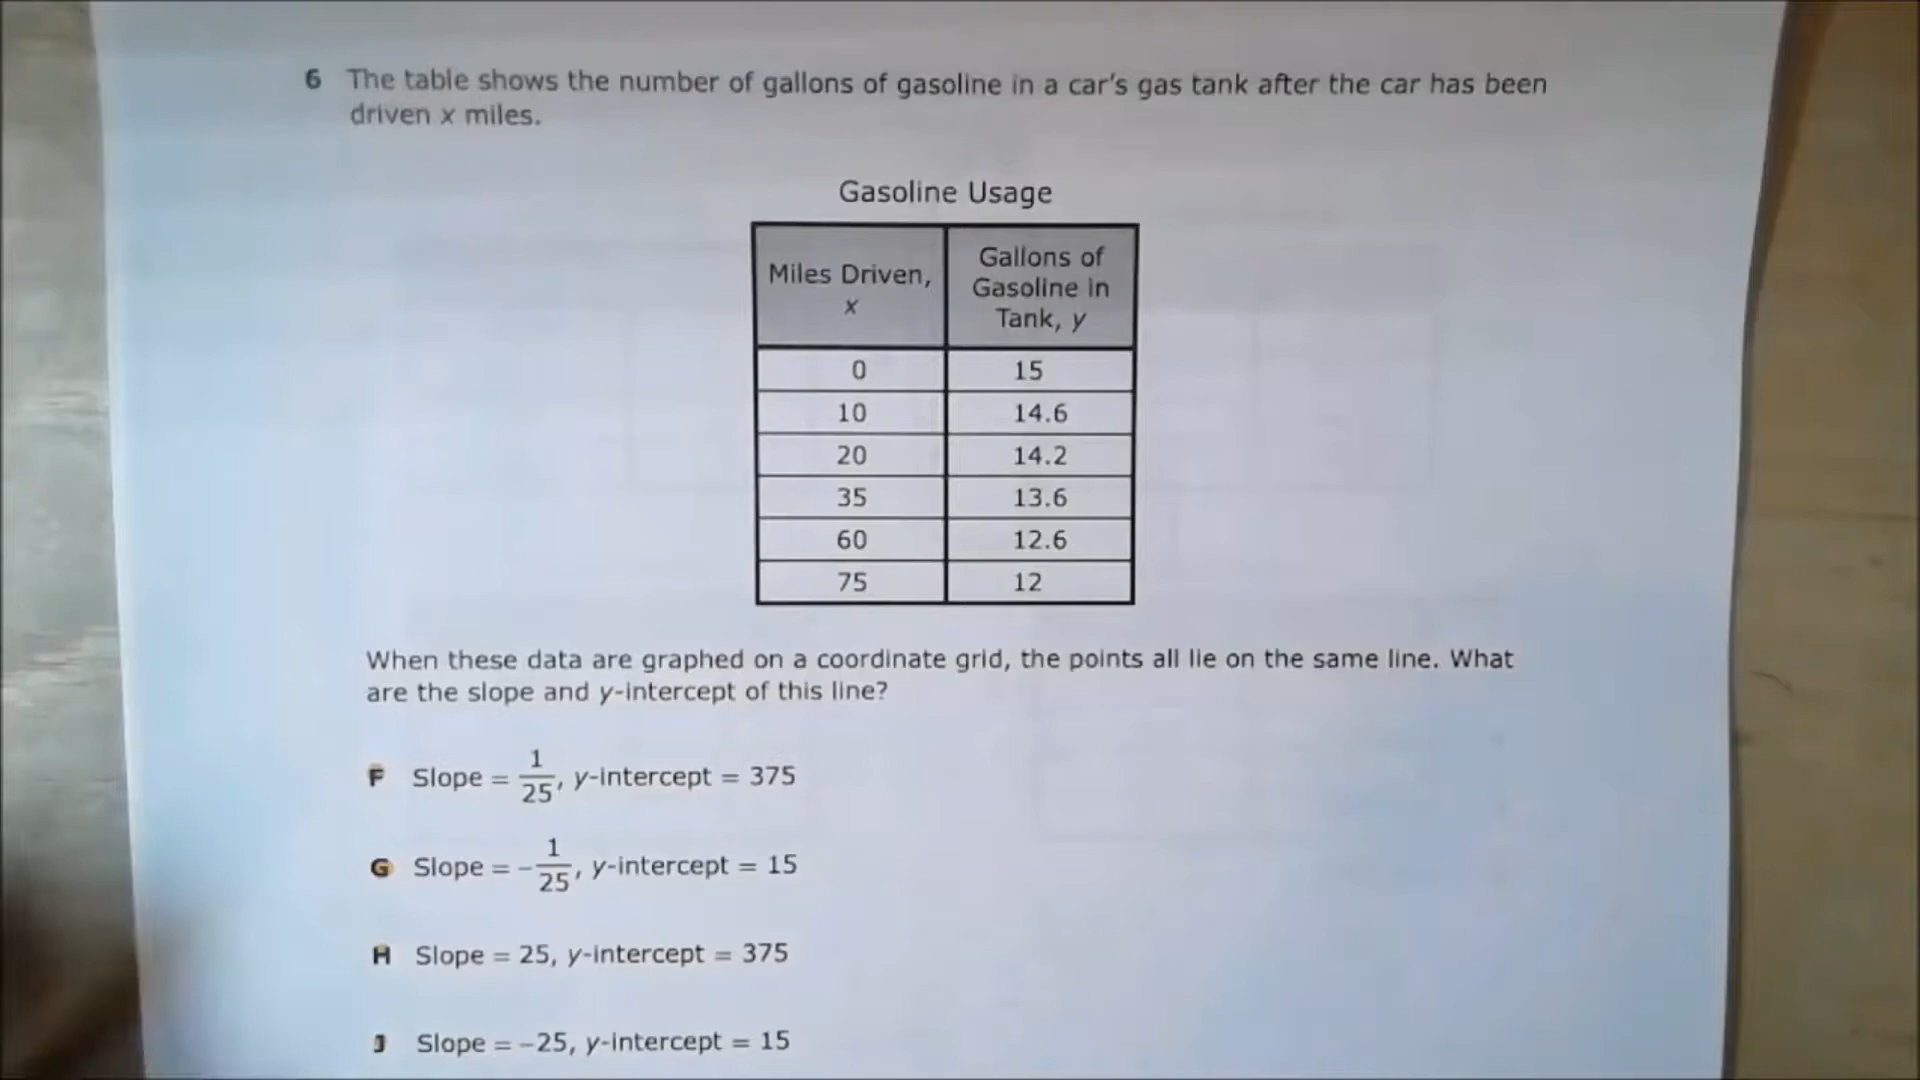 6 The table shows the number of gallons of gasoline in a car's gas tank after the car has been
driven x miles.
Gasoline Usage
Miles Driven,
x
Gallons of
Gasoline in
Tank, y
0 15
10 14.6
20 14.2
35 13.6
60 12.6
75 12
When these data are graphed on a coordinate grid, the points all lie on the same line. What
are the slope and y-intercept of this line?
F Slope = 1/25, y-intercept = 375
G Slope = -1/25, y-intercept = 15
H Slope = 25, y-intercept = 375
J Slope = -25, y-intercept = 15